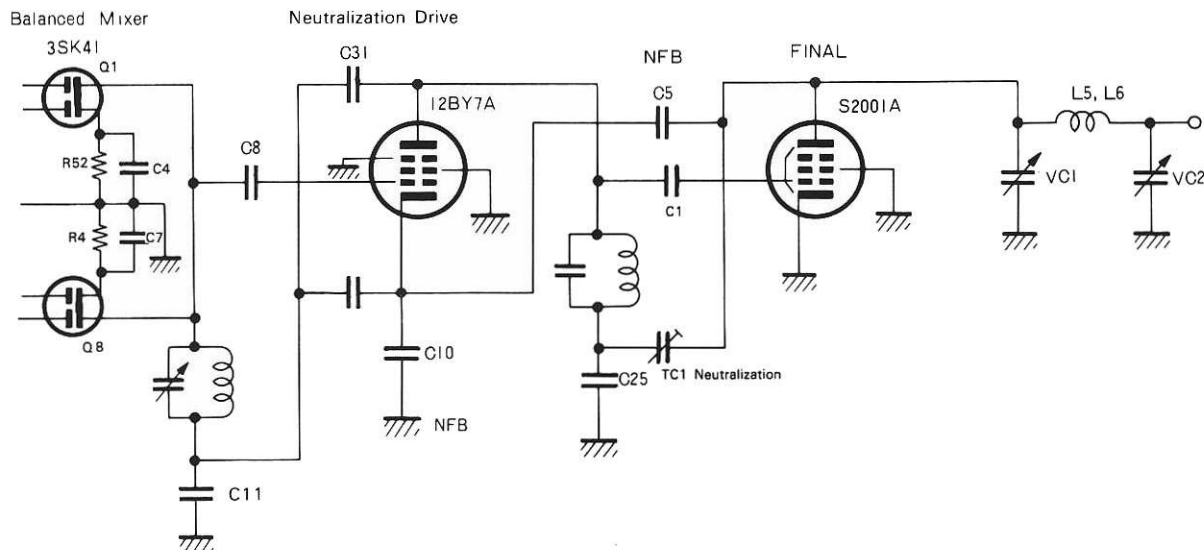 Balanced Mixer
3SK41
Q1
R52
C4
R4
C7
Q8
C11
C8
Neutralization Drive
C31
12BY7A
C10
NFB
NFB
C5
C1
FINAL
S2001A
C25
TC1 Neutralization
L5, L6
VC1
VC2